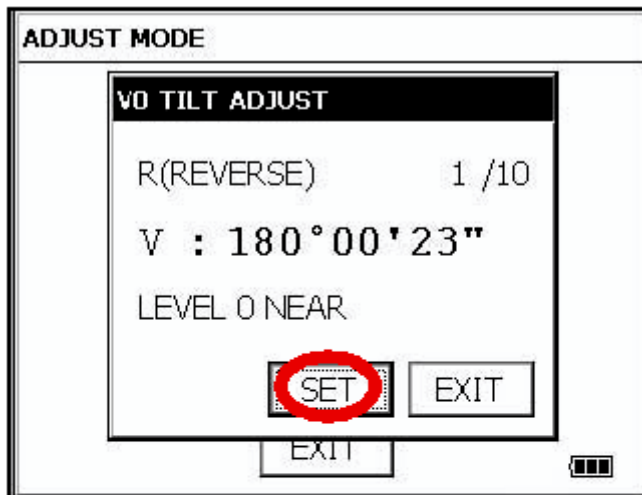 ADJUST MODE
V0 TILT ADJUST
R(REVERSE) 1 /10
V : 180°00'23"
LEVEL 0 NEAR
SET EXIT
EXIT